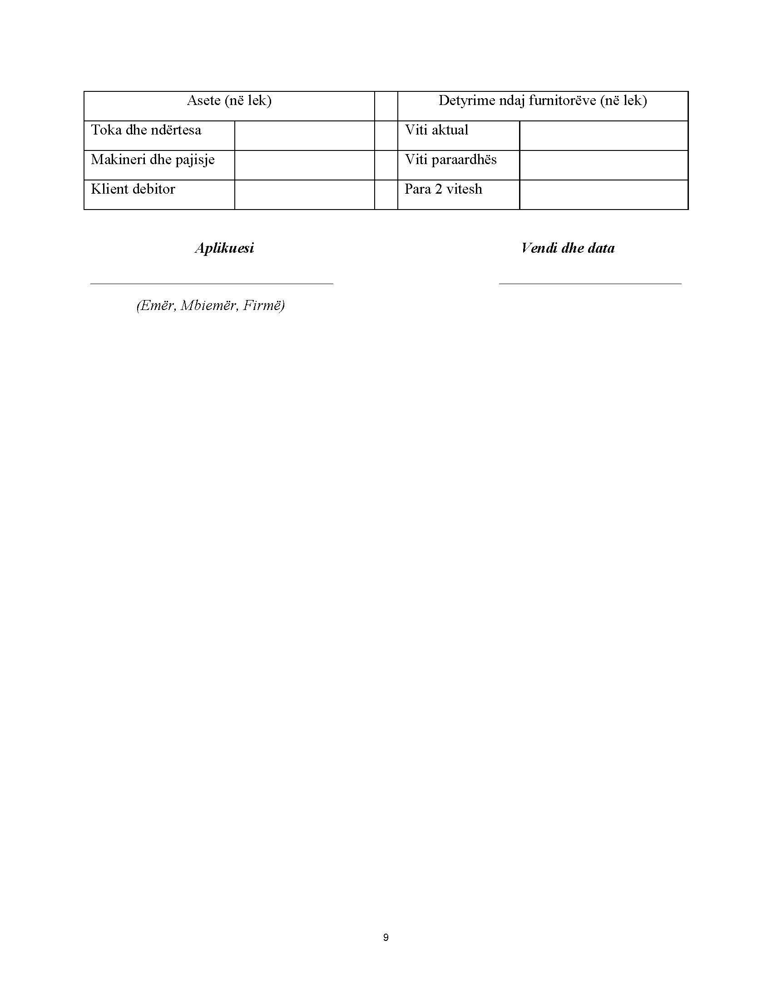 Asete (në lek) Detyrime ndaj furnitorëve (në lek)
Toka dhe ndërtesa Viti aktual
Makineri dhe pajisje Viti paraardhës
Klient debitor Para 2 vitesh
Aplikuesi Vendi dhe data
(Emër, Mbiemër, Firmë)
9